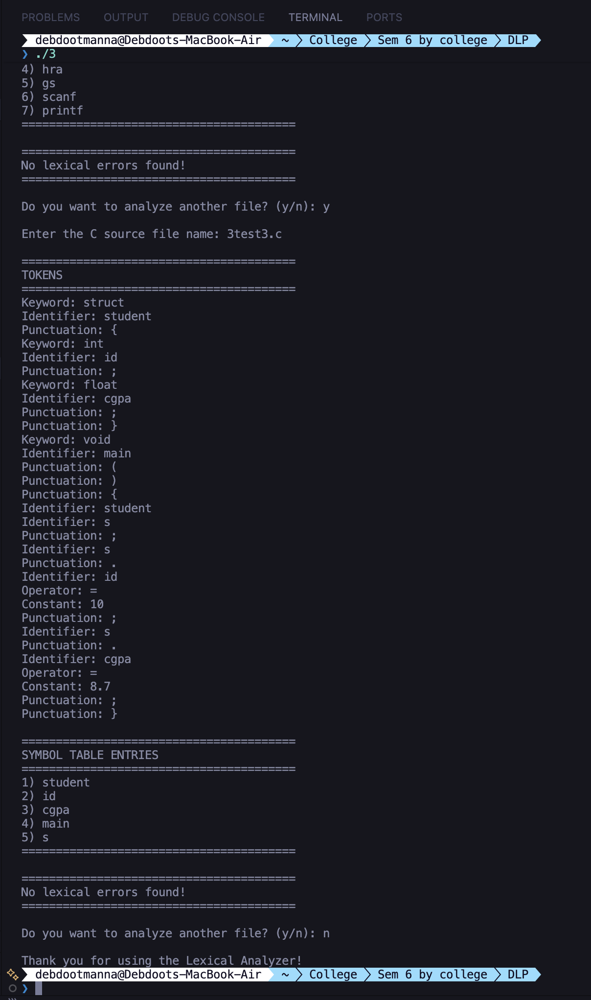 PROBLEMS OUTPUT DEBUG CONSOLE TERMINAL PORTS
debdootmanna@Debdoots-MacBook-Air ~ College Sem 6 by college DLP
❯ ./3
4) hra
5) gs
6) scanf
7) printf
========================================
========================================
No lexical errors found!
========================================
Do you want to analyze another file? (y/n): y
Enter the C source file name: 3test3.c
========================================
TOKENS
========================================
Keyword: struct
Identifier: student
Punctuation: {
Keyword: int
Identifier: id
Punctuation: ;
Keyword: float
Identifier: cgpa
Punctuation: ;
Punctuation: }
Keyword: void
Identifier: main
Punctuation: (
Punctuation: )
Punctuation: {
Identifier: student
Identifier: s
Punctuation: ;
Identifier: s
Punctuation: .
Identifier: id
Operator: =
Constant: 10
Punctuation: ;
Identifier: s
Punctuation: .
Identifier: cgpa
Operator: =
Constant: 8.7
Punctuation: ;
Punctuation: }
========================================
SYMBOL TABLE ENTRIES
========================================
1) student
2) id
3) cgpa
4) main
5) s
========================================
========================================
No lexical errors found!
========================================
Do you want to analyze another file? (y/n): n
Thank you for using the Lexical Analyzer!
debdootmanna@Debdoots-MacBook-Air ~ College Sem 6 by college DLP
❯